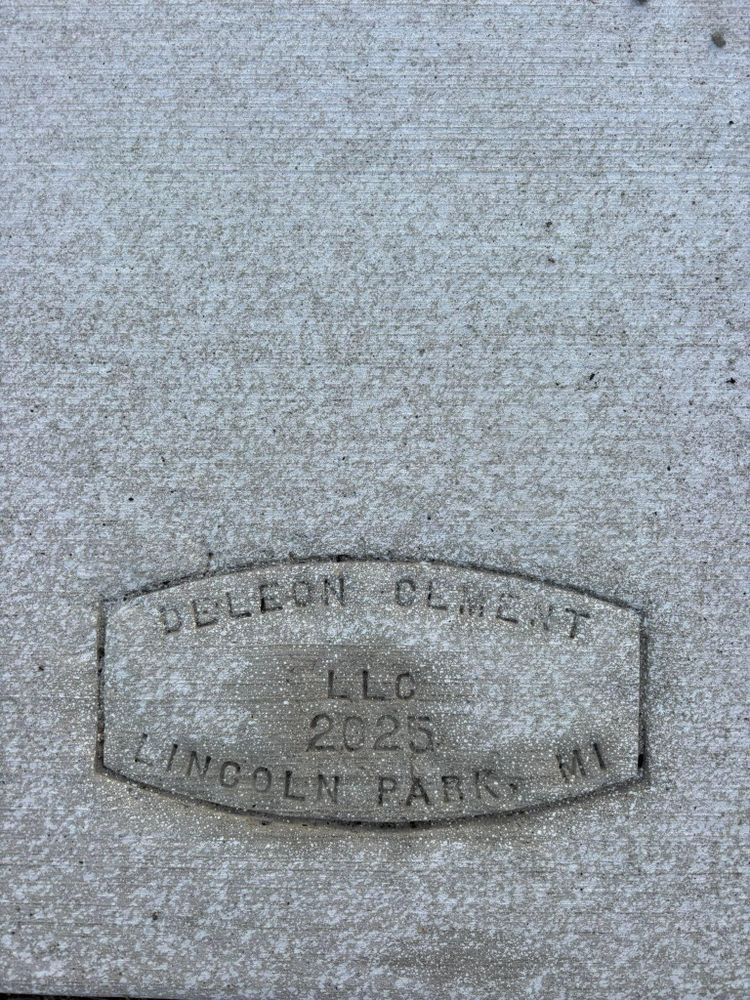 DELEON CEMENT
LLC
2025
LINCOLN PARK, MI